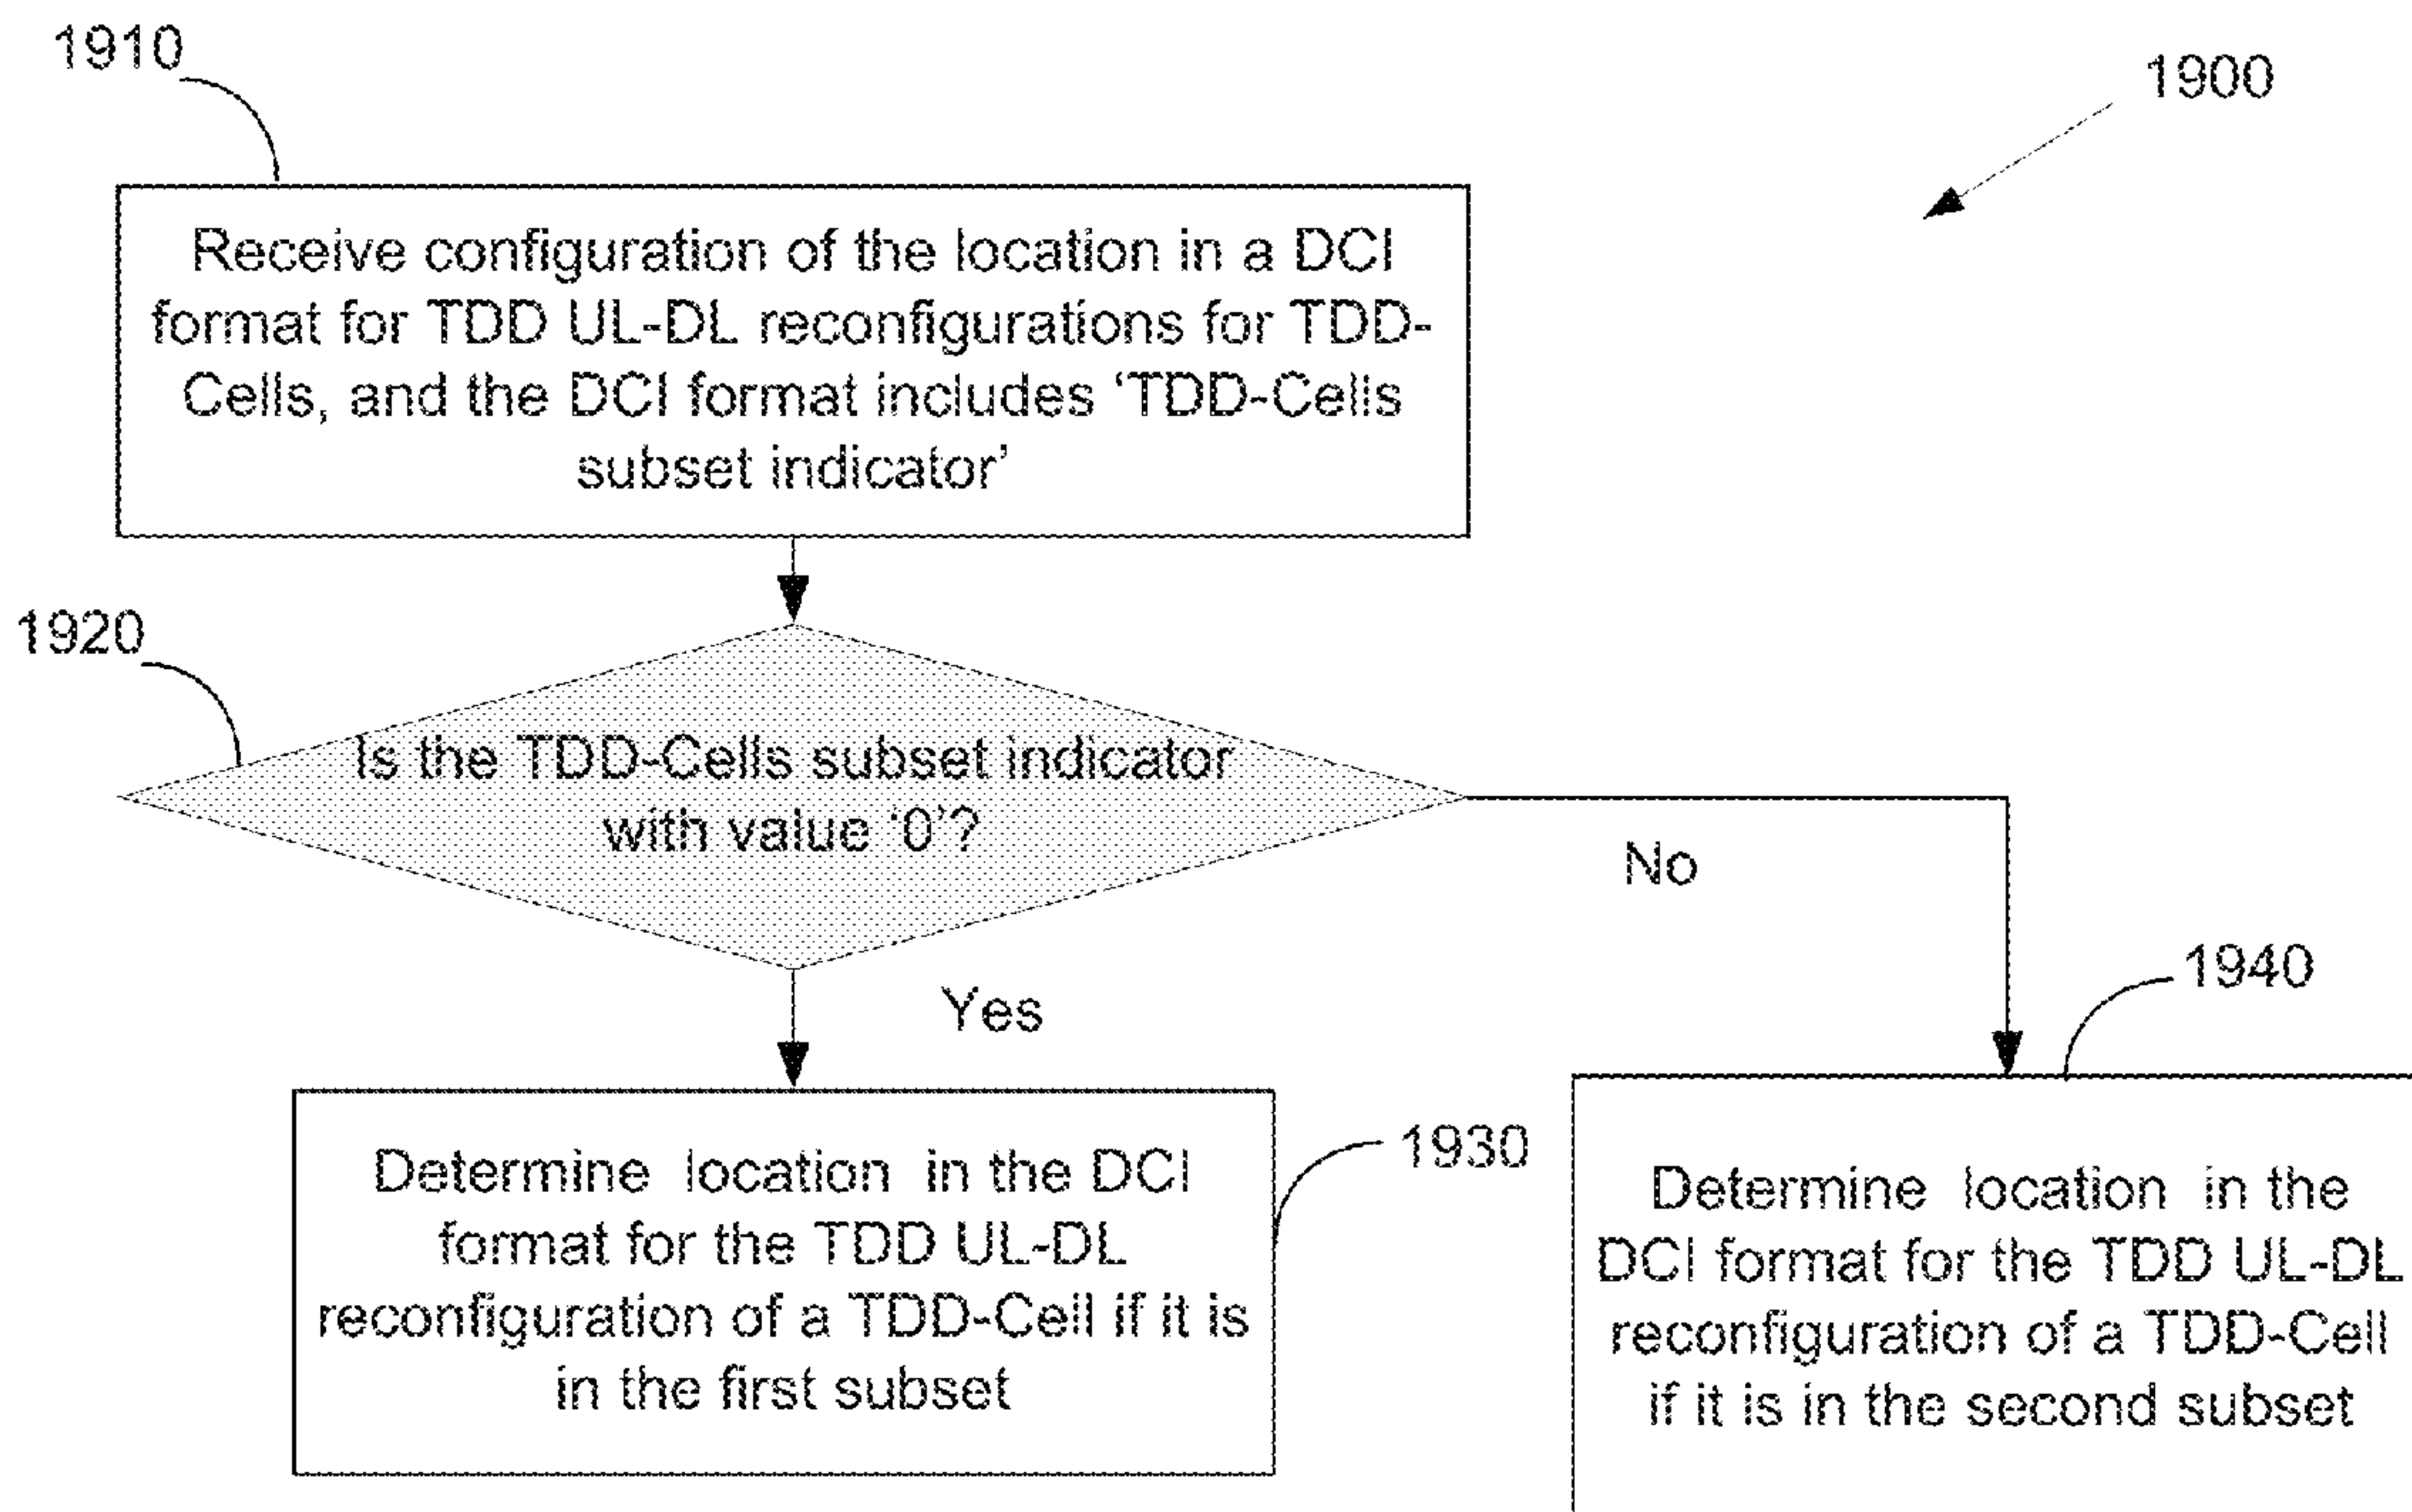 1910
1900
Receive configuration of the location in a DCI
format for TDD UL-DL reconfigurations for TDD-
Cells, and the DCI format includes ‘TDD-Cells
subset indicator’
1920
Is the TDD-Cells subset indicator
with value ‘0’?
No
Yes
1940
1930
Determine location in the DCI
format for the TDD UL-DL
reconfiguration of a TDD-Cell if it is
in the first subset
Determine location in the
DCI format for the TDD UL-DL
reconfiguration of a TDD-Cell
if it is in the second subset